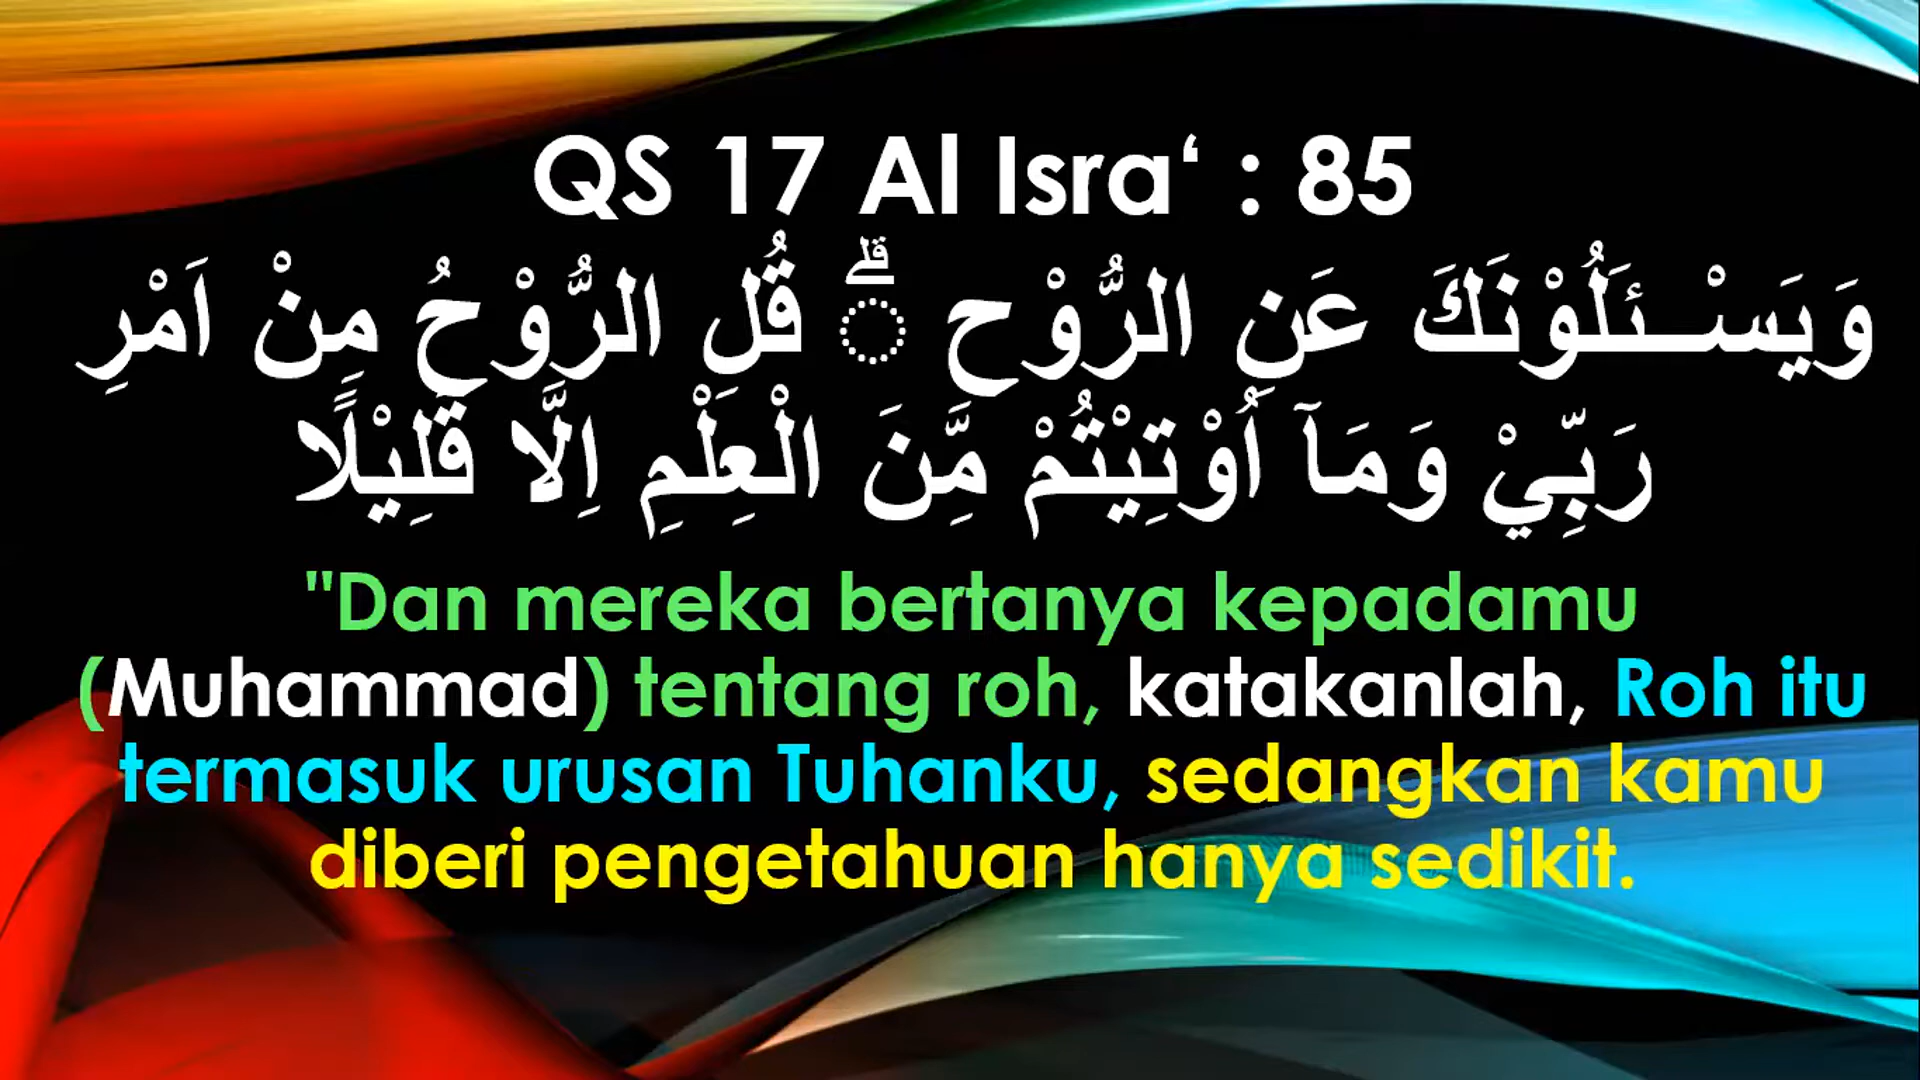 QS 17 Al Isra‘ : 85
وَيَسْــئَلُوْنَكَ عَنِ الرُّوْحِ ۗ قُلِ الرُّوْحُ مِنْ اَمْرِ
رَبِّيْ وَمَآ اُوْتِيْتُمْ مِّنَ الْعِلْمِ اِلَّا قَلِيْلًا
"Dan mereka bertanya kepadamu
(Muhammad) tentang roh, katakanlah, Roh itu
termasuk urusan Tuhanku, sedangkan kamu
diberi pengetahuan hanya sedikit.